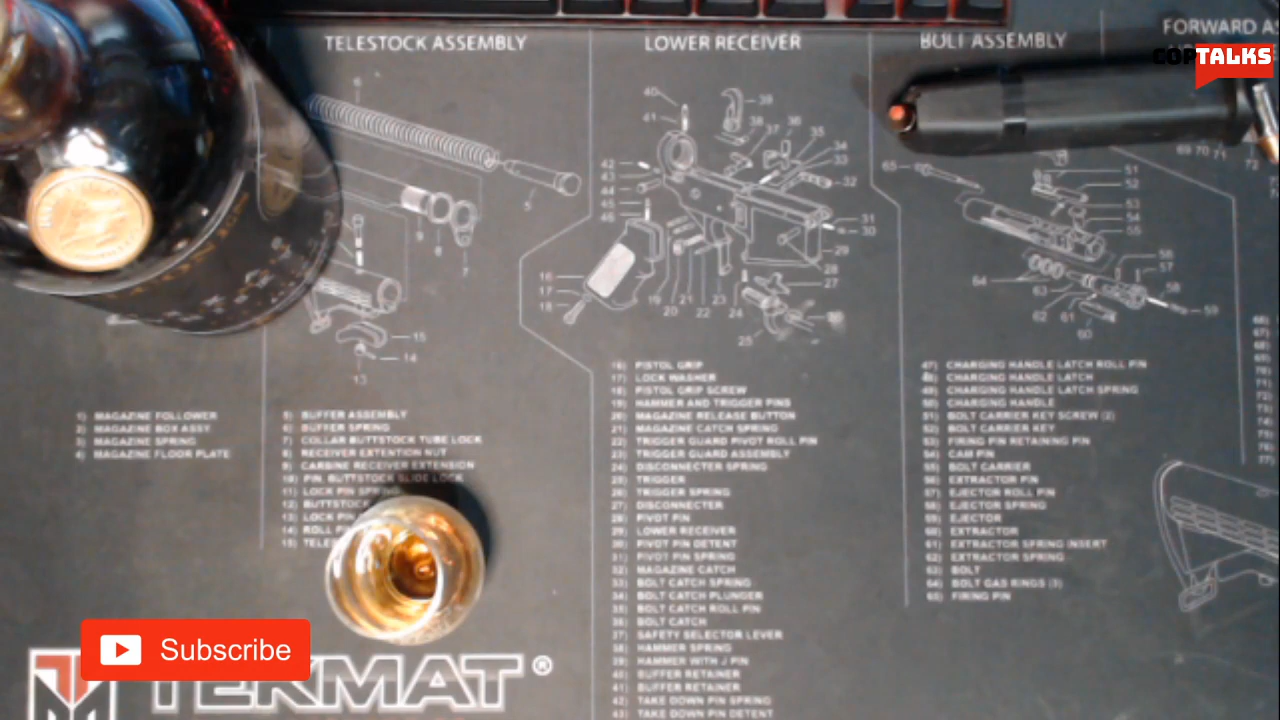 TELESTOCK ASSEMBLY
LOWER RECEIVER
BOLT ASSEMBLY
FORWARD AS
COPTALKS
1) MAGAZINE FOLLOWER
2) MAGAZINE BOX ASSY
3) MAGAZINE SPRING
4) MAGAZINE FLOOR PLATE
5) BUFFER ASSEMBLY
6) BUFFER SPRING
7) COLLAR BUTTSTOCK TUBE LOCK
8) RECEIVER EXTENTION NUT
9) CARBINE RECEIVER EXTENSION
10) PIN, BUTTSTOCK SLIDE LOCK
11) LOCK PIN SPRING
12) BUTTSTOCK
13) LOCK PIN
14) ROLL PIN
15) TELE
16) PISTOL GRIP
17) LOCK WASHER
18) PISTOL GRIP SCREW
19) HAMMER AND TRIGGER PINS
20) MAGAZINE RELEASE BUTTON
21) MAGAZINE CATCH SPRING
22) TRIGGER GUARD PIVOT ROLL PIN
23) TRIGGER GUARD ASSEMBLY
24) DISCONNECTER SPRING
25) TRIGGER
26) TRIGGER SPRING
27) DISCONNECTER
28) PIVOT PIN
29) LOWER RECEIVER
30) PIVOT PIN DETENT
31) PIVOT PIN SPRING
32) MAGAZINE CATCH
33) BOLT CATCH SPRING
34) BOLT CATCH PLUNGER
35) BOLT CATCH ROLL PIN
36) BOLT CATCH
37) SAFETY SELECTOR LEVER
38) HAMMER SPRING
39) HAMMER WITH J PIN
40) BUFFER RETAINER
41) BUFFER RETAINER
42) TAKE DOWN PIN SPRING
43) TAKE DOWN PIN DETENT
47) CHARGING HANDLE LATCH ROLL PIN
48) CHARGING HANDLE LATCH
49) CHARGING HANDLE LATCH SPRING
50) CHARGING HANDLE
51) BOLT CARRIER KEY SCREW (2)
52) BOLT CARRIER KEY
53) FIRING PIN RETAINING PIN
54) CAM PIN
55) BOLT CARRIER
56) EXTRACTOR PIN
57) EJECTOR ROLL PIN
58) EJECTOR SPRING
59) EJECTOR
60) EXTRACTOR
61) EXTRACTOR SPRING INSERT
62) EXTRACTOR SPRING
63) BOLT
64) BOLT GAS RINGS (3)
65) FIRING PIN
Subscribe
TEKMAT®